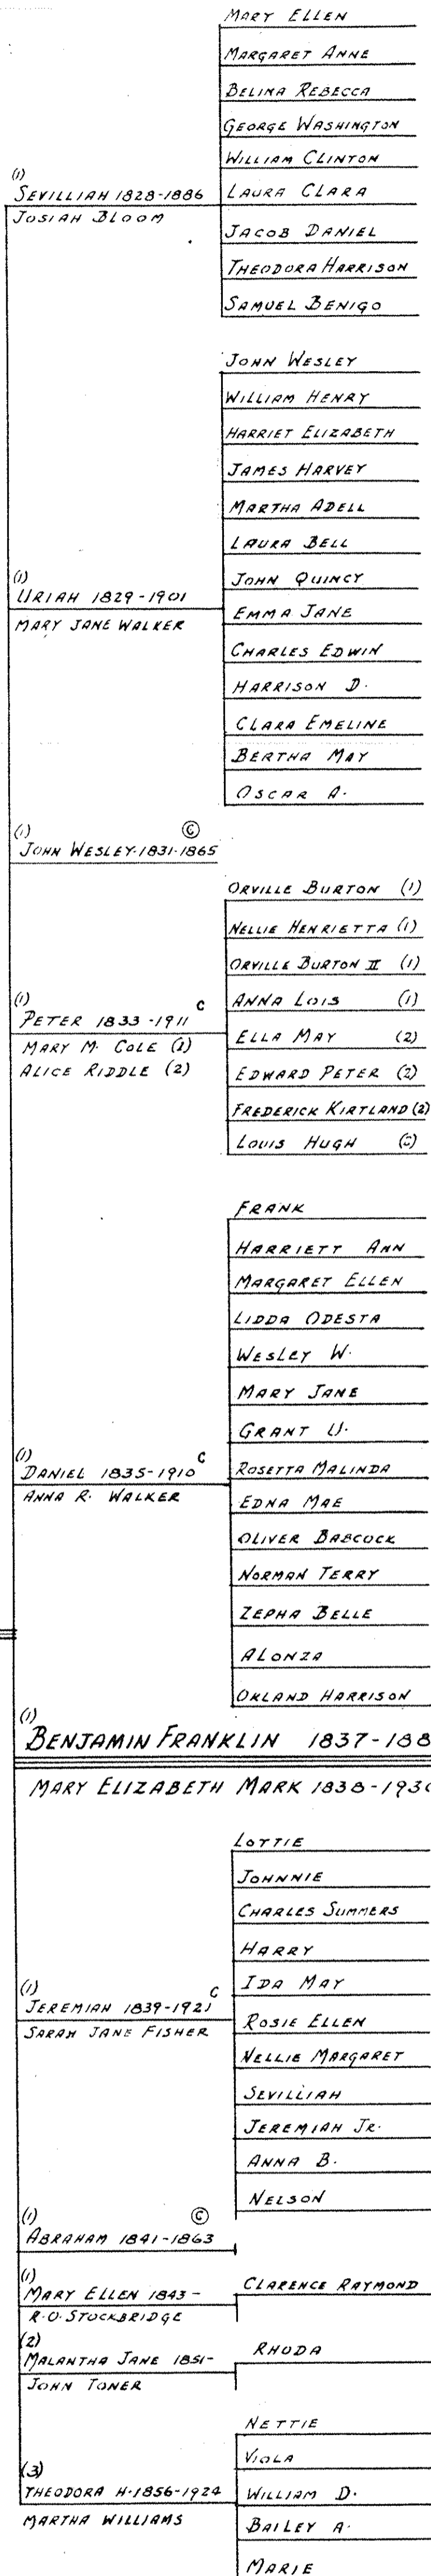 MARY ELLEN
MARGARET ANNE
BELINA REBECCA
GEORGE WASHINGTON
WILLIAM CLINTON
(1)
SEVILLIAH 1828-1886
LAURA CLARA
JOSIAH BLOOM
JACOB DANIEL
THEODORA HARRISON
SAMUEL BENIGO
JOHN WESLEY
WILLIAM HENRY
HARRIET ELIZABETH
JAMES HARVEY
MARTHA ADELL
LAURA BELL
(1)
JOHN QUINCY
URIAH 1829-1901
EMMA JANE
MARY JANE WALKER
CHARLES EDWIN
HARRISON D.
CLARA EMELINE
BERTHA MAY
OSCAR A.
(1) Ⓒ
JOHN WESLEY-1831-1865
ORVILLE BURTON (1)
NELLIE HENRIETTA (1)
ORVILLE BURTON II (1)
(1) C
ANNA LOIS (1)
PETER 1833-1911
ELLA MAY (2)
MARY M. COLE (1)
EDWARD PETER (2)
ALICE RIDDLE (2)
FREDERICK KIRTLAND (2)
LOUIS HUGH (2)
FRANK
HARRIETT ANN
MARGARET ELLEN
LIDDA ODESTA
WESLEY W.
MARY JANE
GRANT U.
(1) C
DANIEL 1835-1910
ROSETTA MALINDA
ANNA R. WALKER
EDNA MAE
OLIVER BABCOCK
NORMAN TERRY
ZEPHA BELLE
ALONZA
OKLAND HARRISON
(1)
BENJAMIN FRANKLIN 1837-188
MARY ELIZABETH MARK 1838-1930
LOTTIE
JOHNNIE
CHARLES SUMMERS
HARRY
(1) C
IDA MAY
JEREMIAH 1839-1921
ROSIE ELLEN
SARAH JANE FISHER
NELLIE MARGARET
SEVILLIAH
JEREMIAH JR.
ANNA B.
NELSON
(1) Ⓒ
ABRAHAM 1841-1863
(1)
MARY ELLEN 1843-
CLARENCE RAYMOND
R.O. STOCKBRIDGE
(2)
MALANTHA JANE 1851-
RHODA
JOHN TONER
NETTIE
VIOLA
(3)
THEODORA H-1856-1924
WILLIAM D.
MARTHA WILLIAMS
BAILEY A.
MARIE